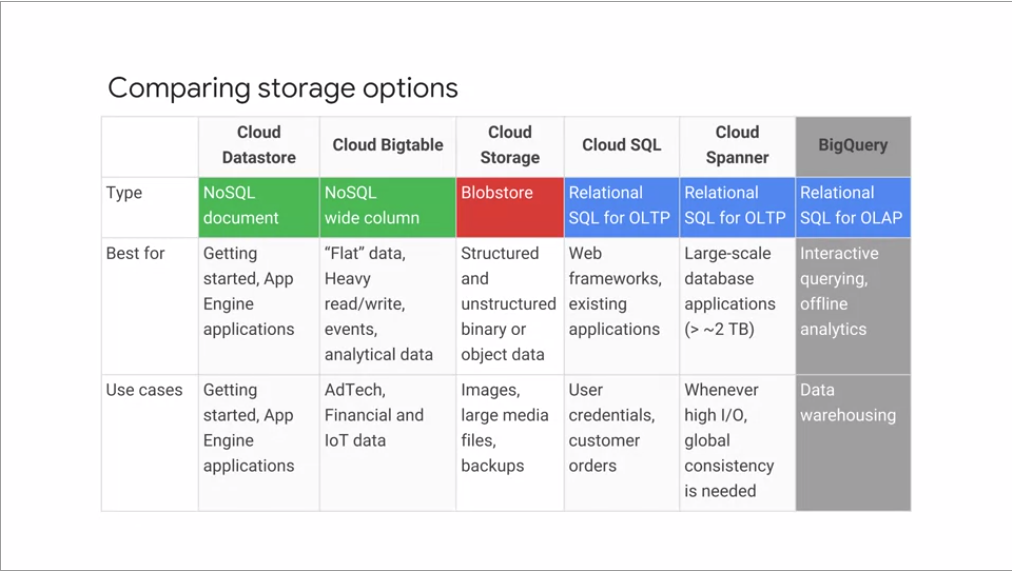 Comparing storage options
Cloud Datastore
Cloud Bigtable
Cloud Storage
Cloud SQL
Cloud Spanner
BigQuery
Type
NoSQL
document
NoSQL
wide column
Blobstore
Relational
SQL for OLTP
Relational
SQL for OLTP
Relational
SQL for OLAP
Best for
Getting
started, App
Engine
applications
“Flat” data,
Heavy
read/write,
events,
analytical data
Structured
and
unstructured
binary or
object data
Web
frameworks,
existing
applications
Large-scale
database
applications
(> ~2 TB)
Interactive
querying,
offline
analytics
Use cases
Getting
started, App
Engine
applications
AdTech,
Financial and
IoT data
Images,
large media
files,
backups
User
credentials,
customer
orders
Whenever
high I/O,
global
consistency
is needed
Data
warehousing